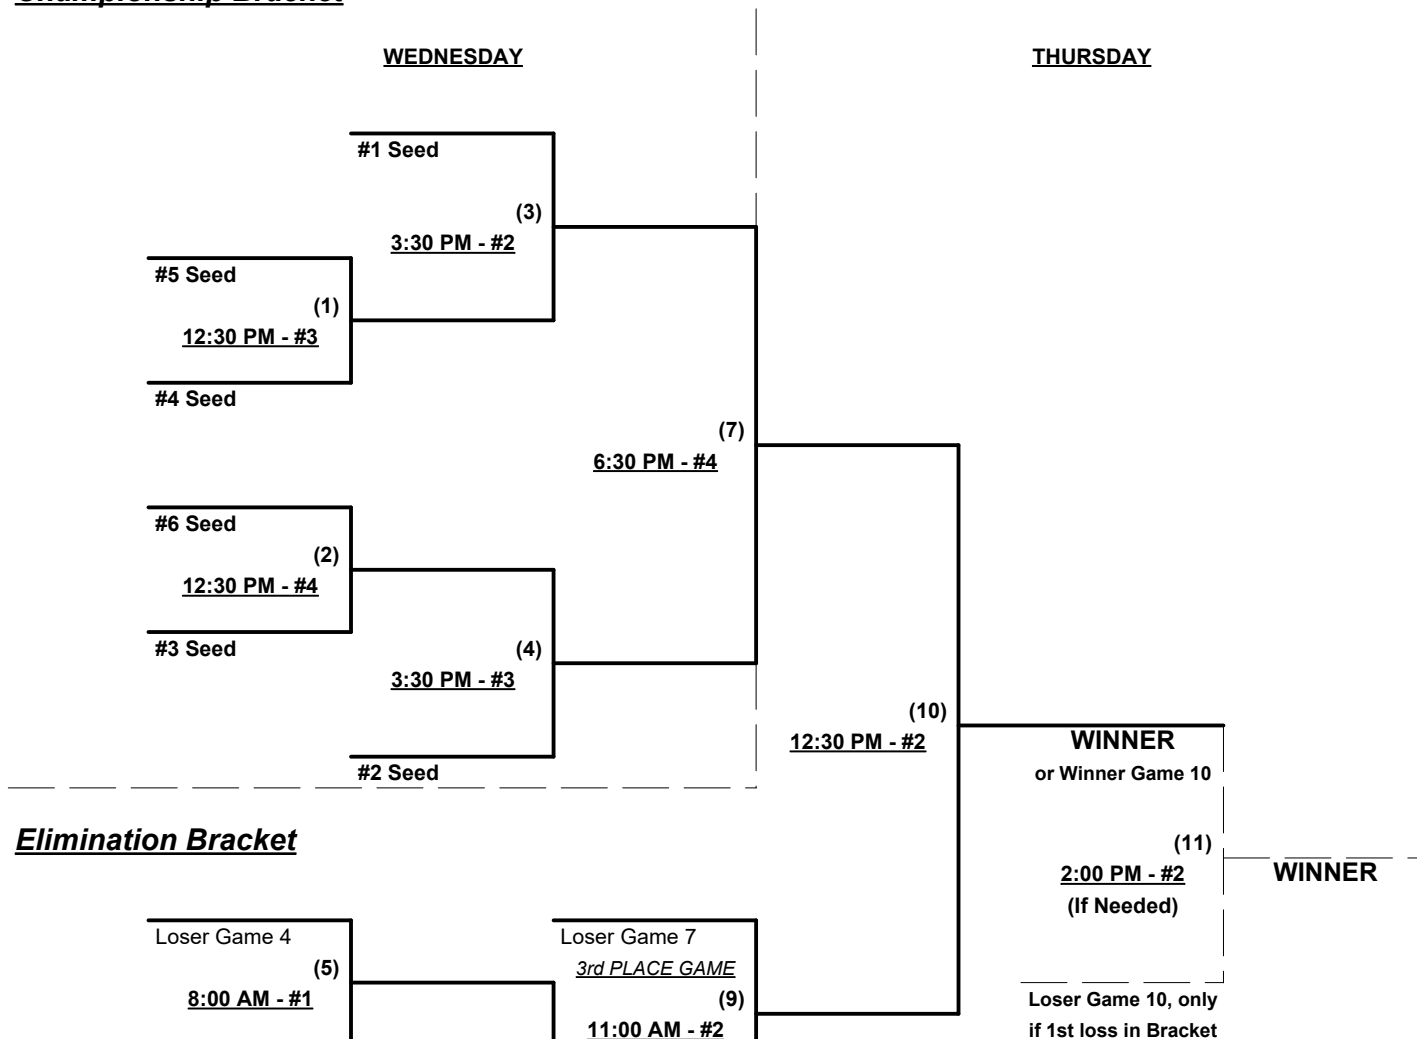 Championship Bracket
WEDNESDAY
THURSDAY
#1 Seed
(3)
3:30 PM - #2
#5 Seed
(1)
12:30 PM - #3
#4 Seed
(7)
6:30 PM - #4
#6 Seed
(2)
12:30 PM - #4
#3 Seed
(4)
3:30 PM - #3
(10)
12:30 PM - #2
WINNER
#2 Seed
or Winner Game 10
Elimination Bracket
(11)
2:00 PM - #2
WINNER
(If Needed)
Loser Game 4
Loser Game 7
(5)
3rd PLACE GAME
8:00 AM - #1
(9)
Loser Game 10, only
11:00 AM - #2
if 1st loss in Bracket